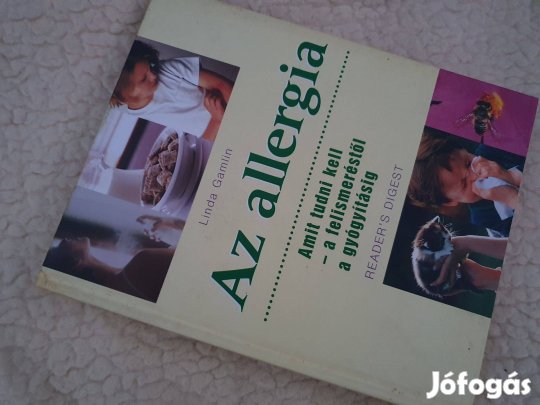 Linda Gamlin
Az allergia
Amit tudni kell
– a felismeréstől
a gyógyításig
READER'S DIGEST
Jófogás